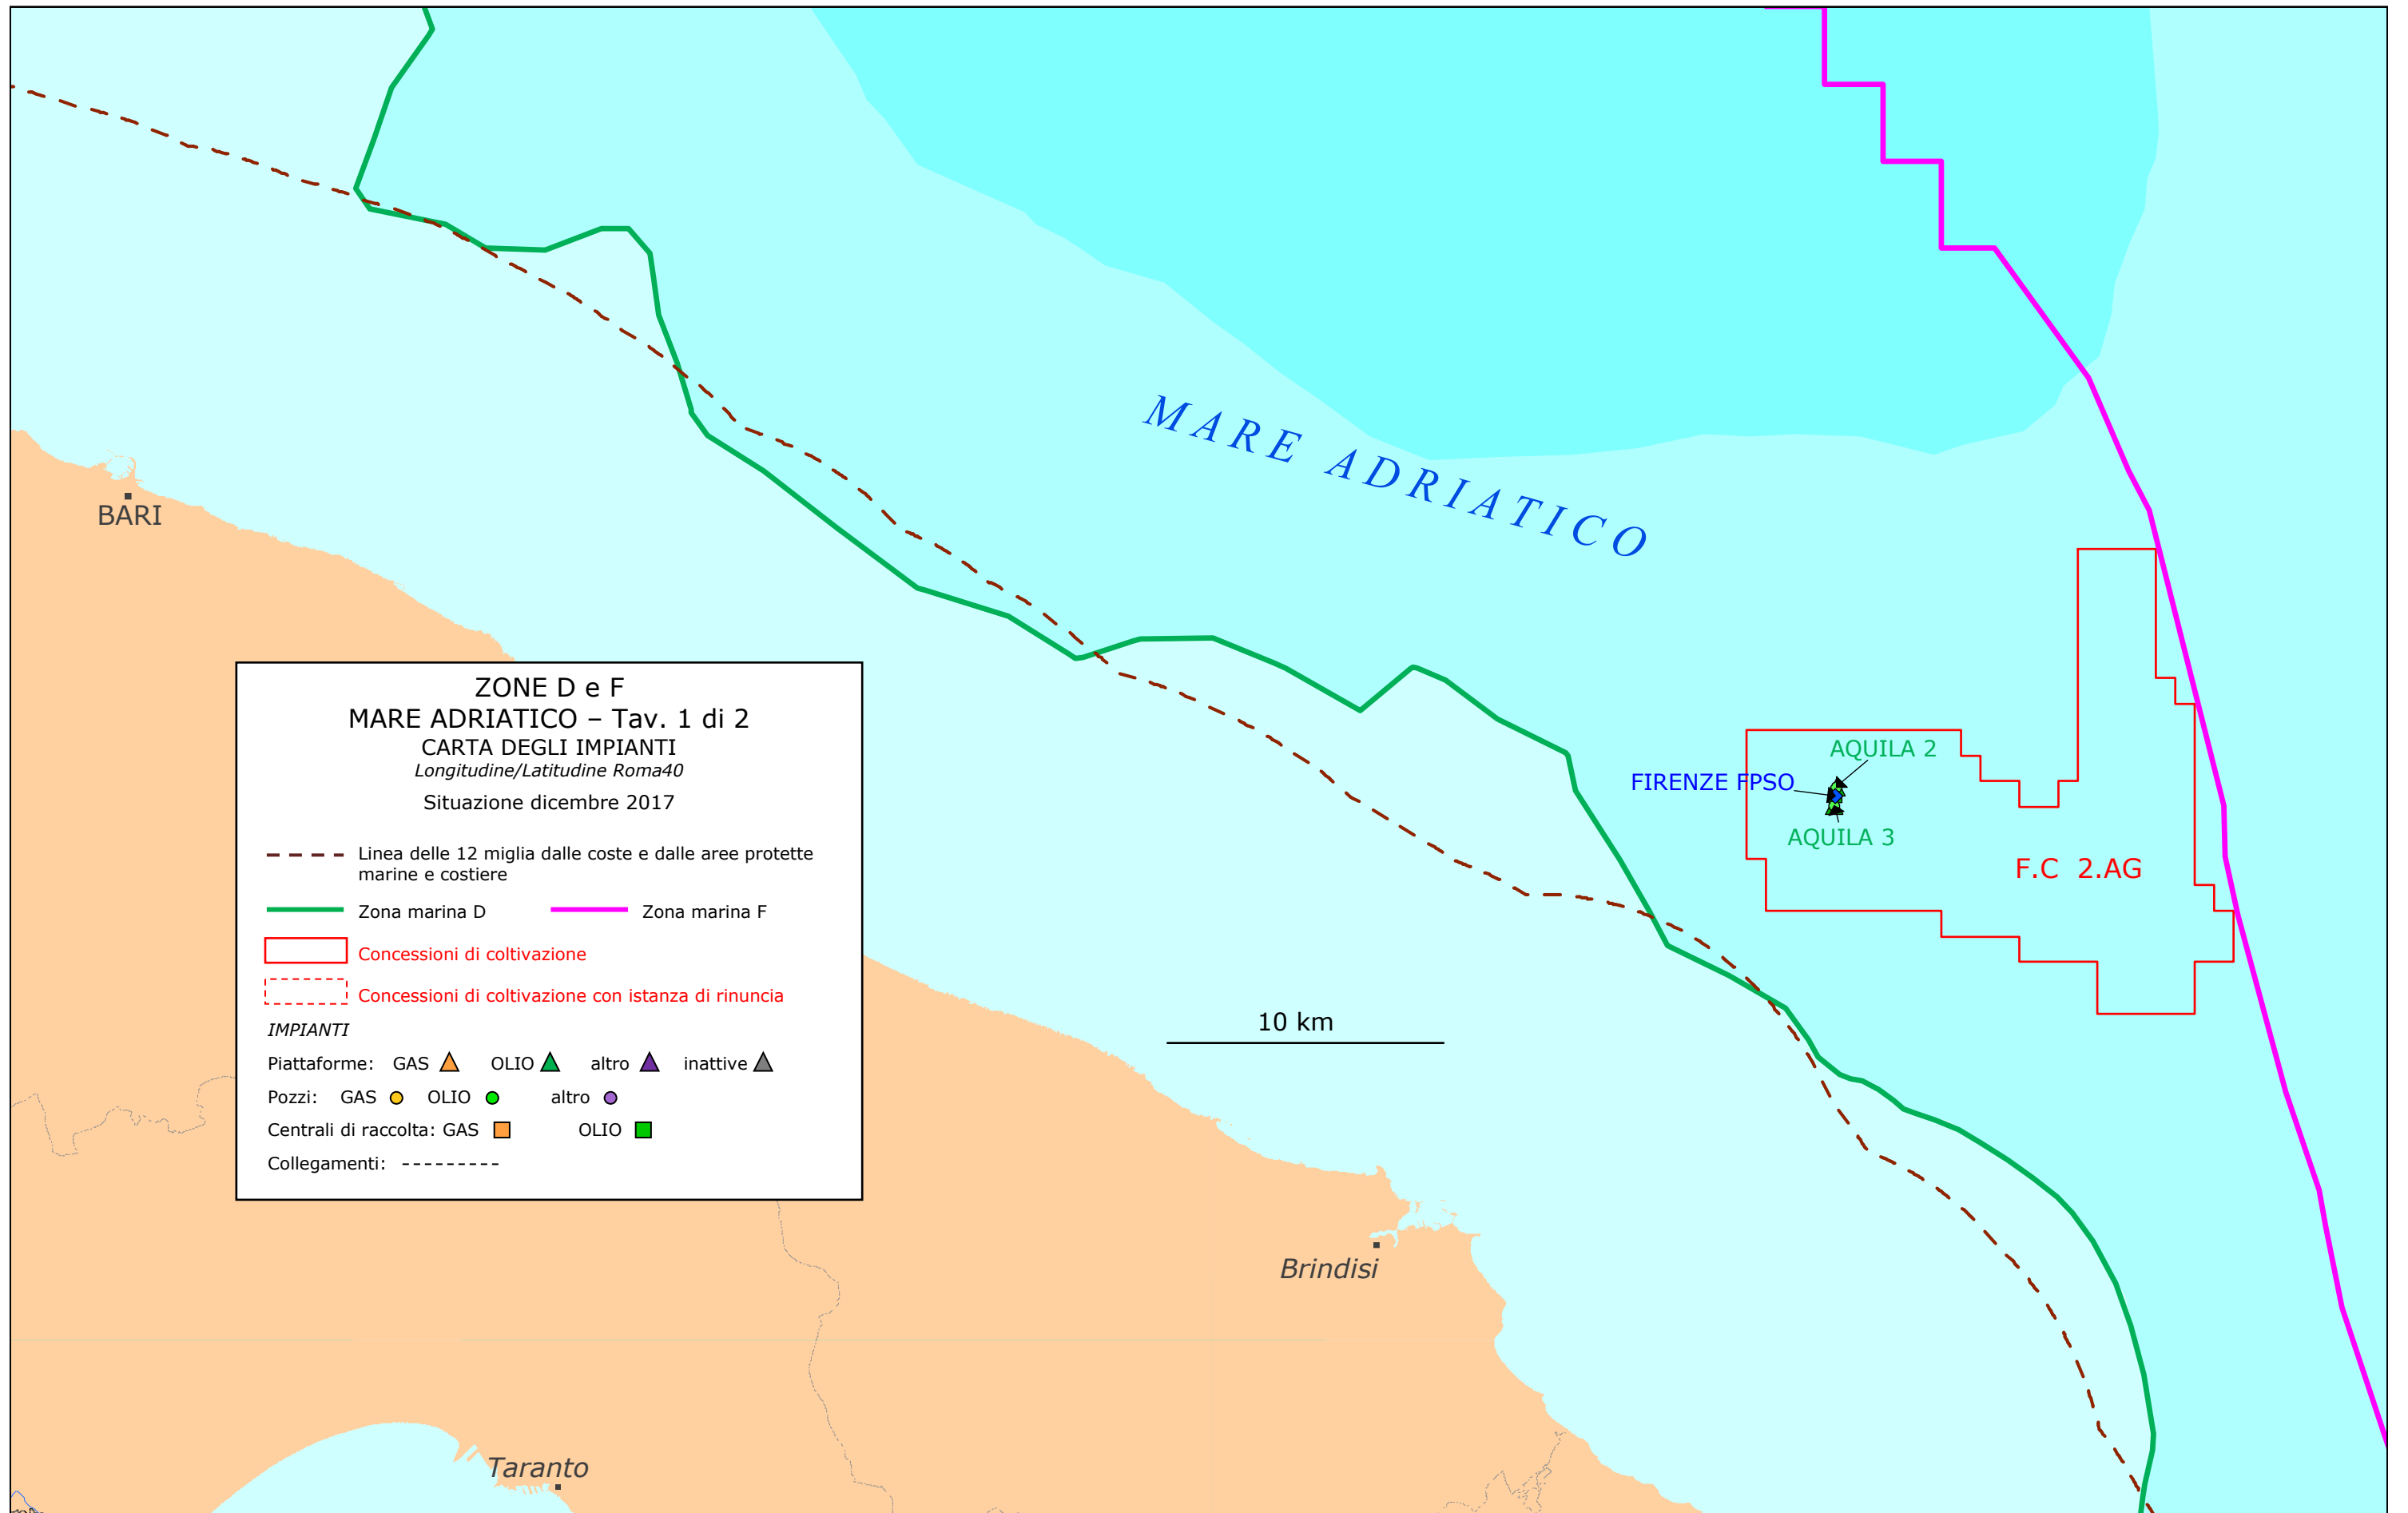 MARE ADRIATICO
BARI
ZONE D e F
MARE ADRIATICO – Tav. 1 di 2
CARTA DEGLI IMPIANTI
Longitudine/Latitudine Roma40
Situazione dicembre 2017
Linea delle 12 miglia dalle coste e dalle aree protette
marine e costiere
Zona marina D
Zona marina F
Concessioni di coltivazione
Concessioni di coltivazione con istanza di rinuncia
IMPIANTI
Piattaforme: GAS OLIO altro inattive
Pozzi: GAS OLIO altro
Centrali di raccolta: GAS OLIO
Collegamenti:
AQUILA 2
FIRENZE FPSO
AQUILA 3
F.C 2.AG
10 km
Brindisi
Taranto